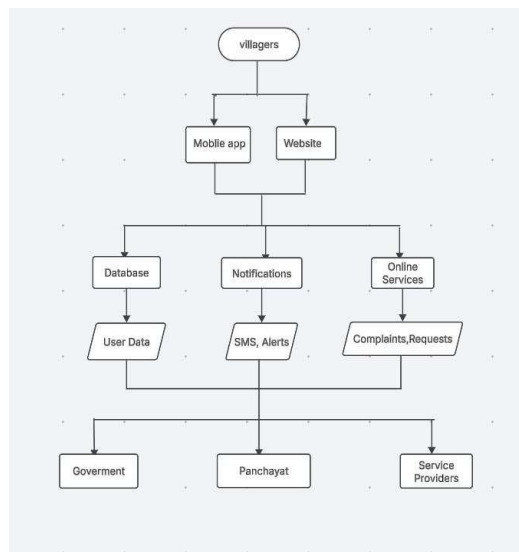 villagers
Moblie app
Website
Database
Notifications
Online
Services
User Data
SMS, Alerts
Complaints,Requests
Goverment
Panchayat
Service
Providers